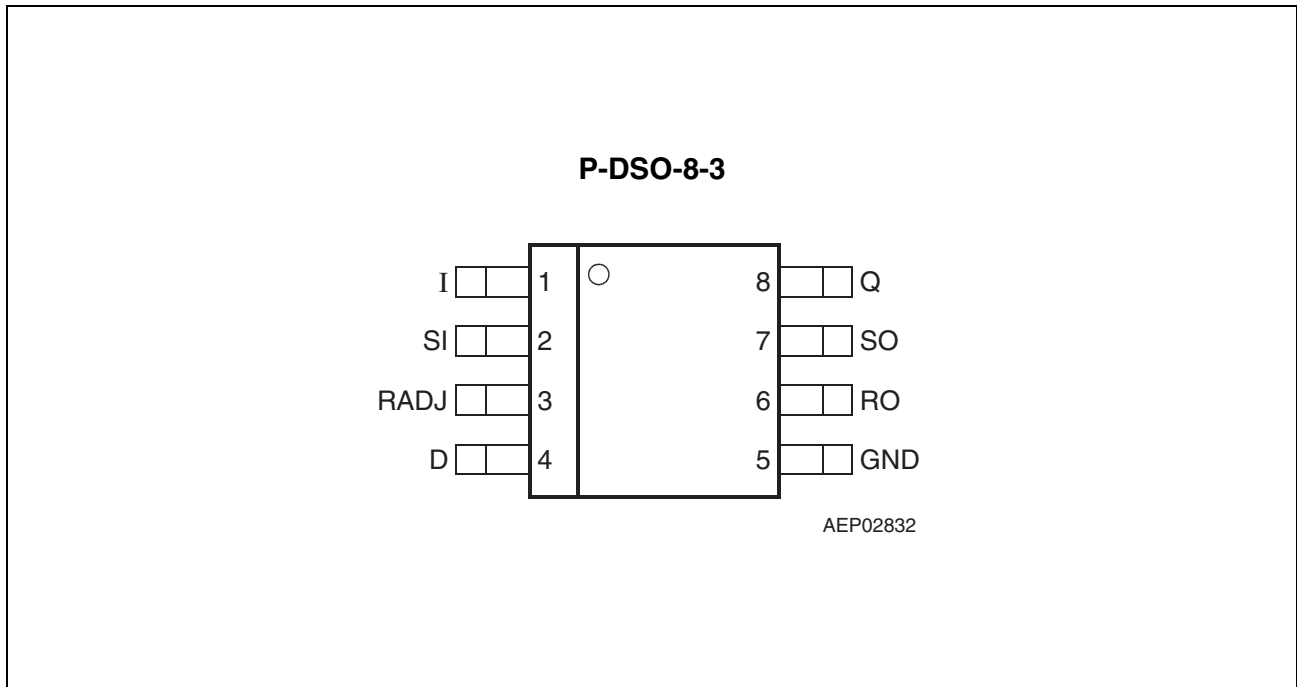 P-DSO-8-3
I 1 8 Q
SI 2 7 SO
RADJ 3 6 RO
D 4 5 GND
AEP02832